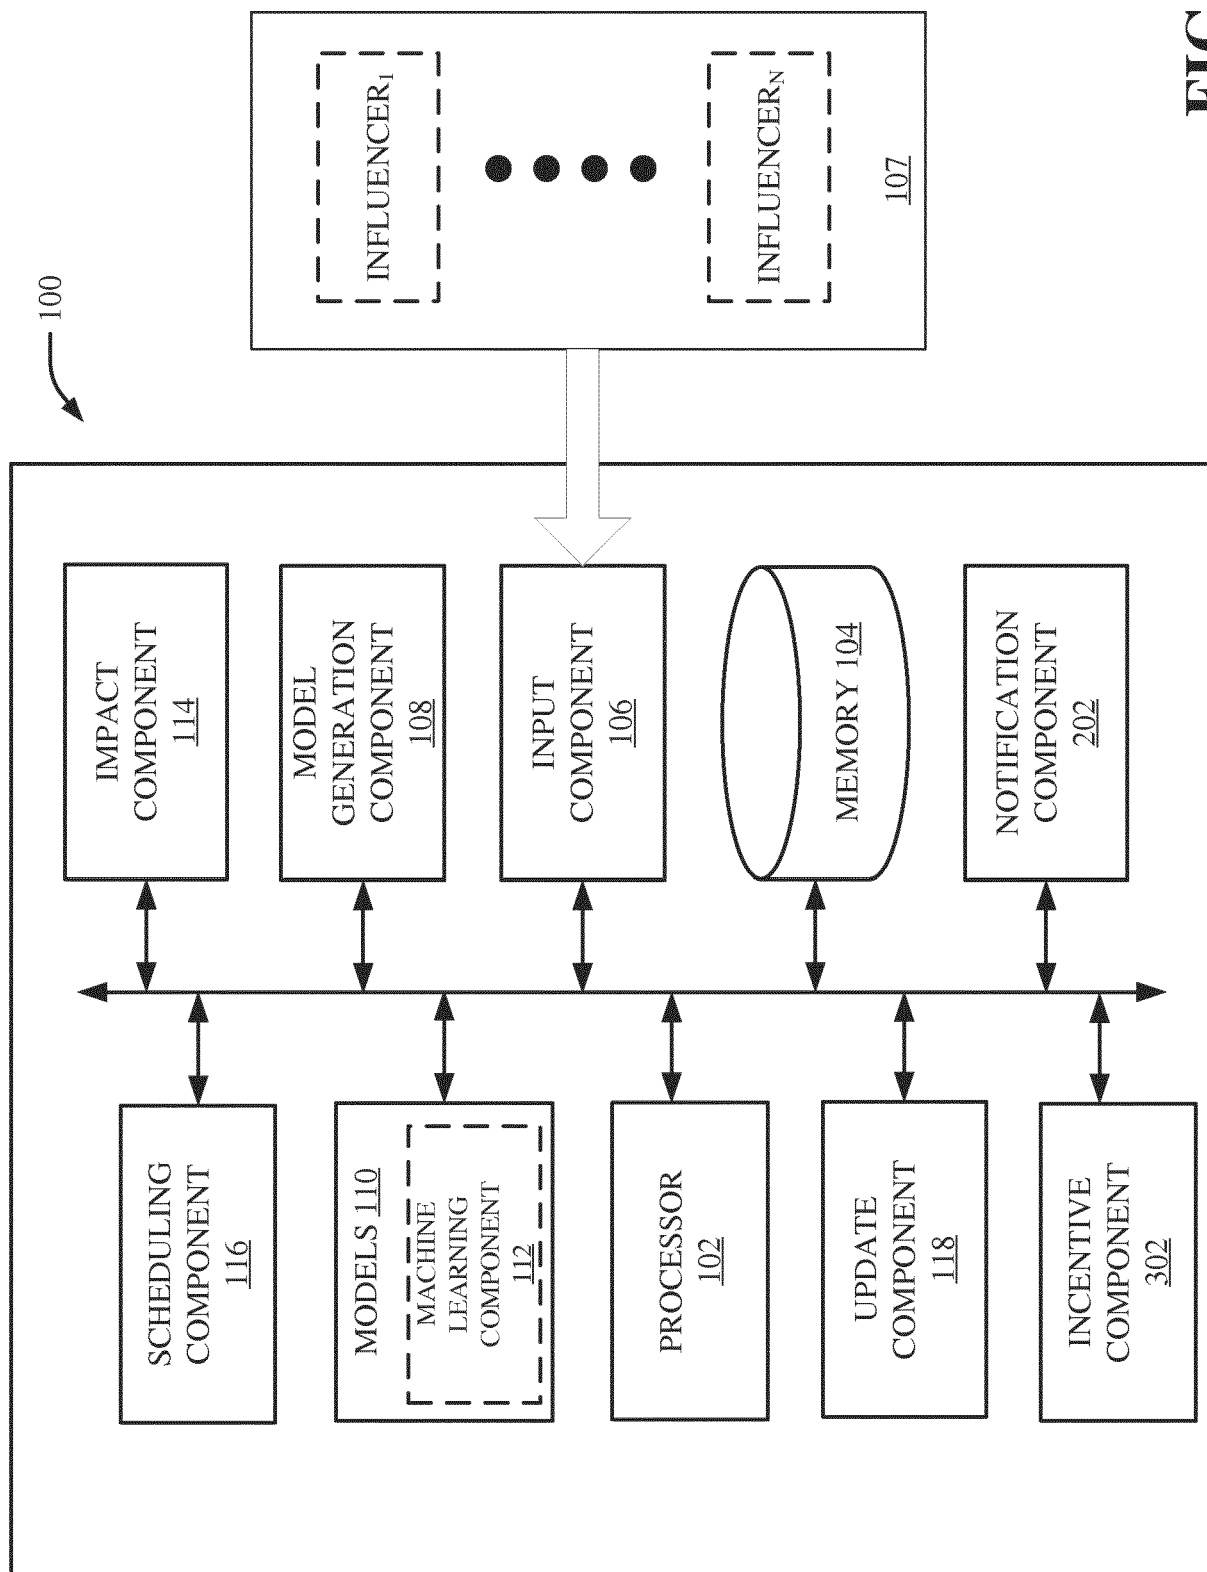 100
SCHEDULING
COMPONENT
116
MODELS 110
MACHINE
LEARNING
COMPONENT
112
PROCESSOR
102
UPDATE
COMPONENT
118
INCENTIVE
COMPONENT
302
IMPACT
COMPONENT
114
MODEL
GENERATION
COMPONENT
108
INPUT
COMPONENT
106
MEMORY 104
NOTIFICATION
COMPONENT
202
INFLUENCER1
INFLUENCERN
107
FIG